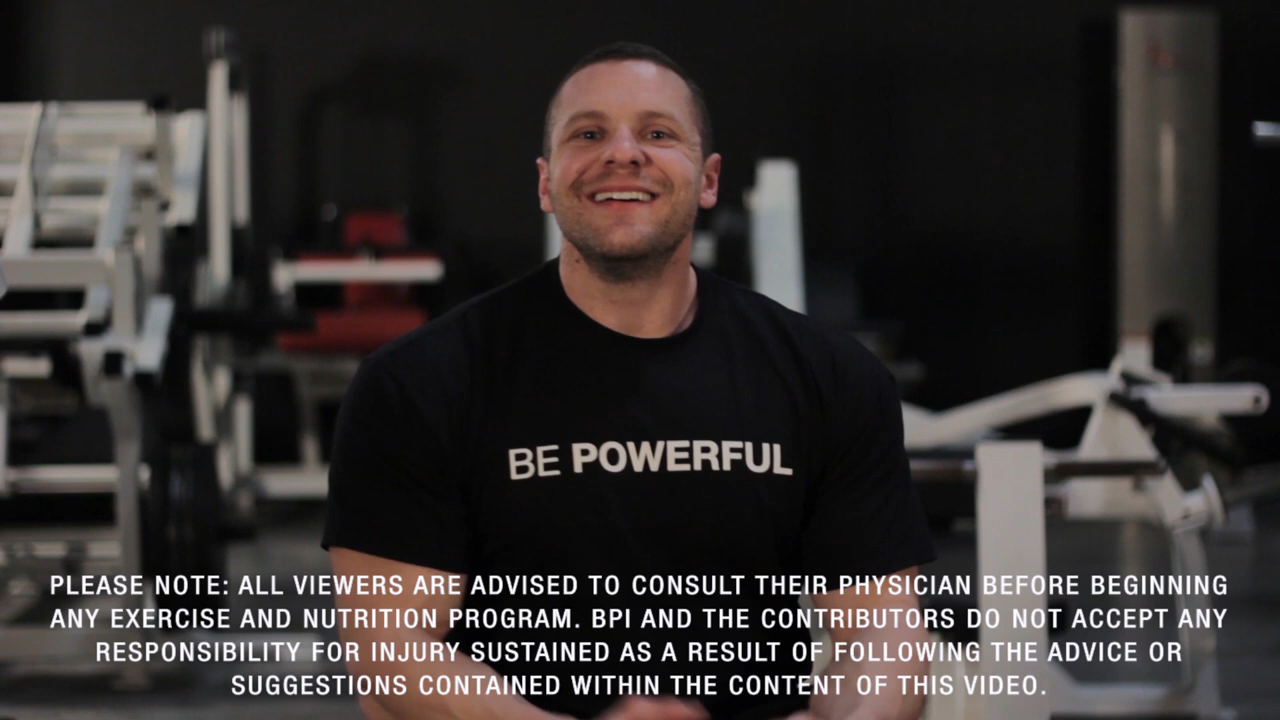 BE POWERFUL
PLEASE NOTE: ALL VIEWERS ARE ADVISED TO CONSULT THEIR PHYSICIAN BEFORE BEGINNING
ANY EXERCISE AND NUTRITION PROGRAM. BPI AND THE CONTRIBUTORS DO NOT ACCEPT ANY
RESPONSIBILITY FOR INJURY SUSTAINED AS A RESULT OF FOLLOWING THE ADVICE OR
SUGGESTIONS CONTAINED WITHIN THE CONTENT OF THIS VIDEO.